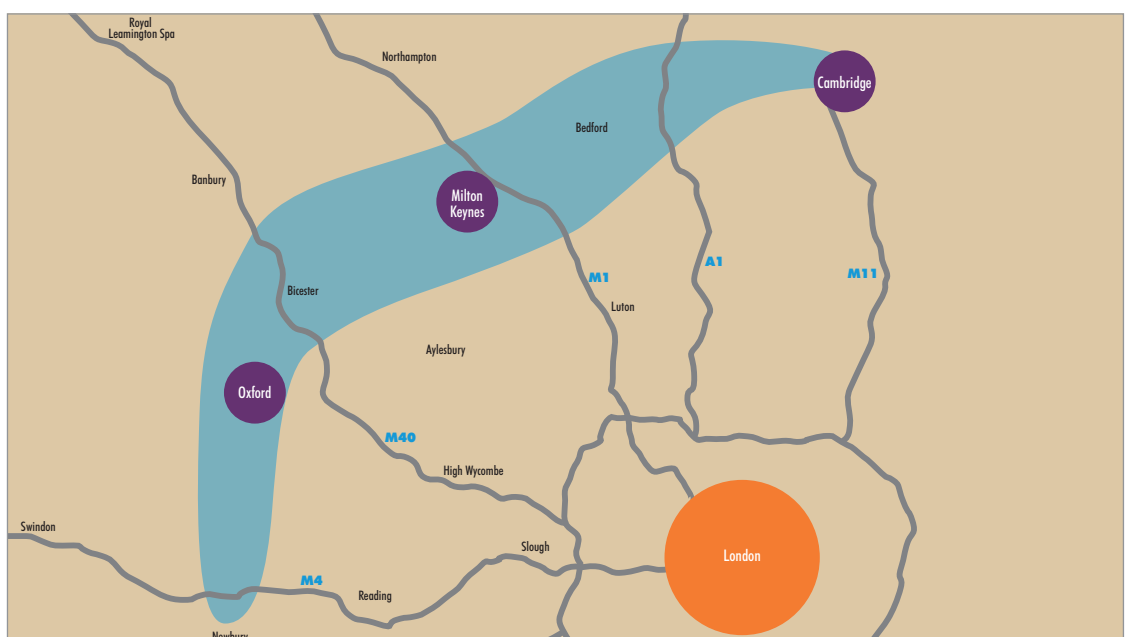 Royal
Leamington Spa
Northampton
Cambridge
Bedford
Banbury
Milton
Keynes
A1
M11
M1
Bicester
Luton
Aylesbury
Oxford
M40
High Wycombe
Swindon
Slough
London
M4
Reading
Newbury